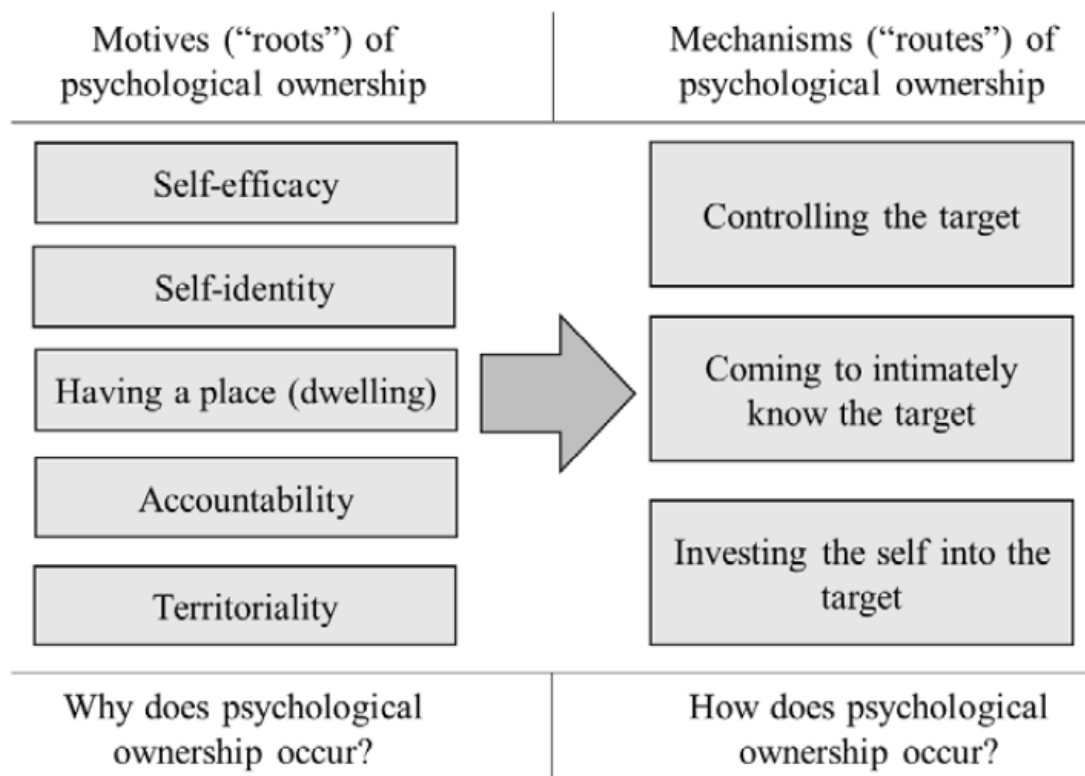 Motives (“roots”) of
psychological ownership
Mechanisms (“routes”) of
psychological ownership
Self-efficacy
Self-identity
Having a place (dwelling)
Accountability
Territoriality
Controlling the target
Coming to intimately
know the target
Investing the self into the
target
Why does psychological
ownership occur?
How does psychological
ownership occur?